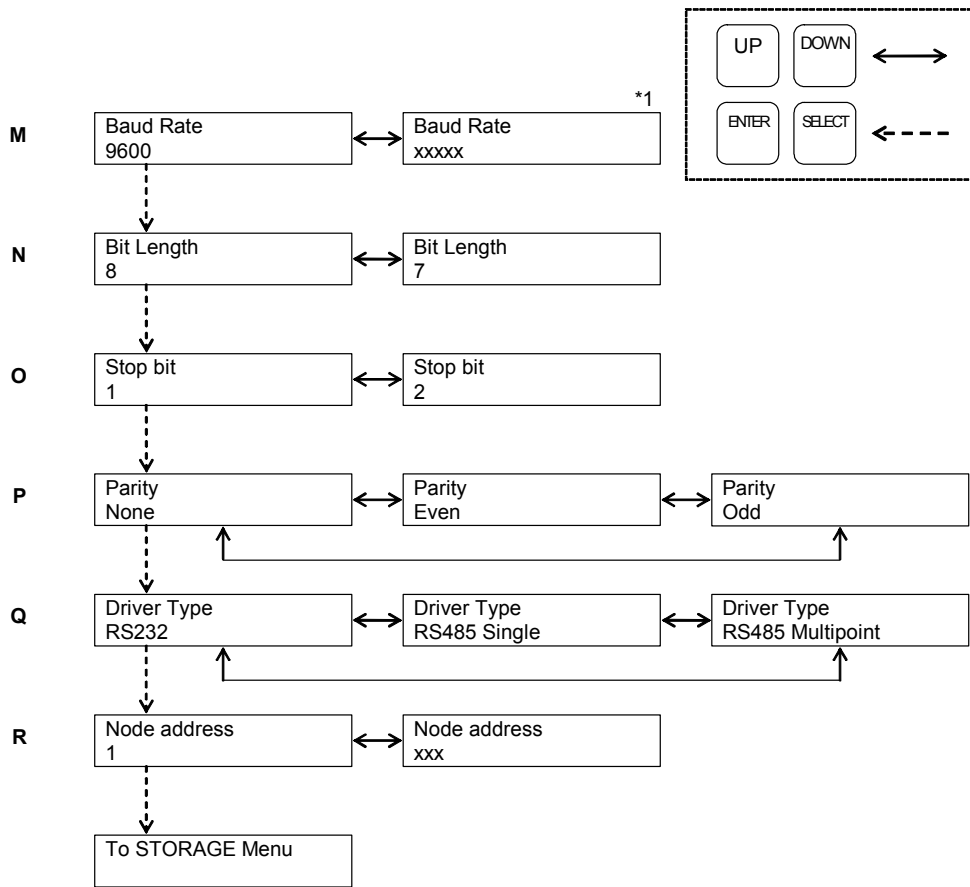 UP
DOWN
ENTER
SELECT
*1
M
Baud Rate
9600
Baud Rate
xxxxx
N
Bit Length
8
Bit Length
7
O
Stop bit
1
Stop bit
2
P
Parity
None
Parity
Even
Parity
Odd
Q
Driver Type
RS232
Driver Type
RS485 Single
Driver Type
RS485 Multipoint
R
Node address
1
Node address
xxx
To STORAGE Menu